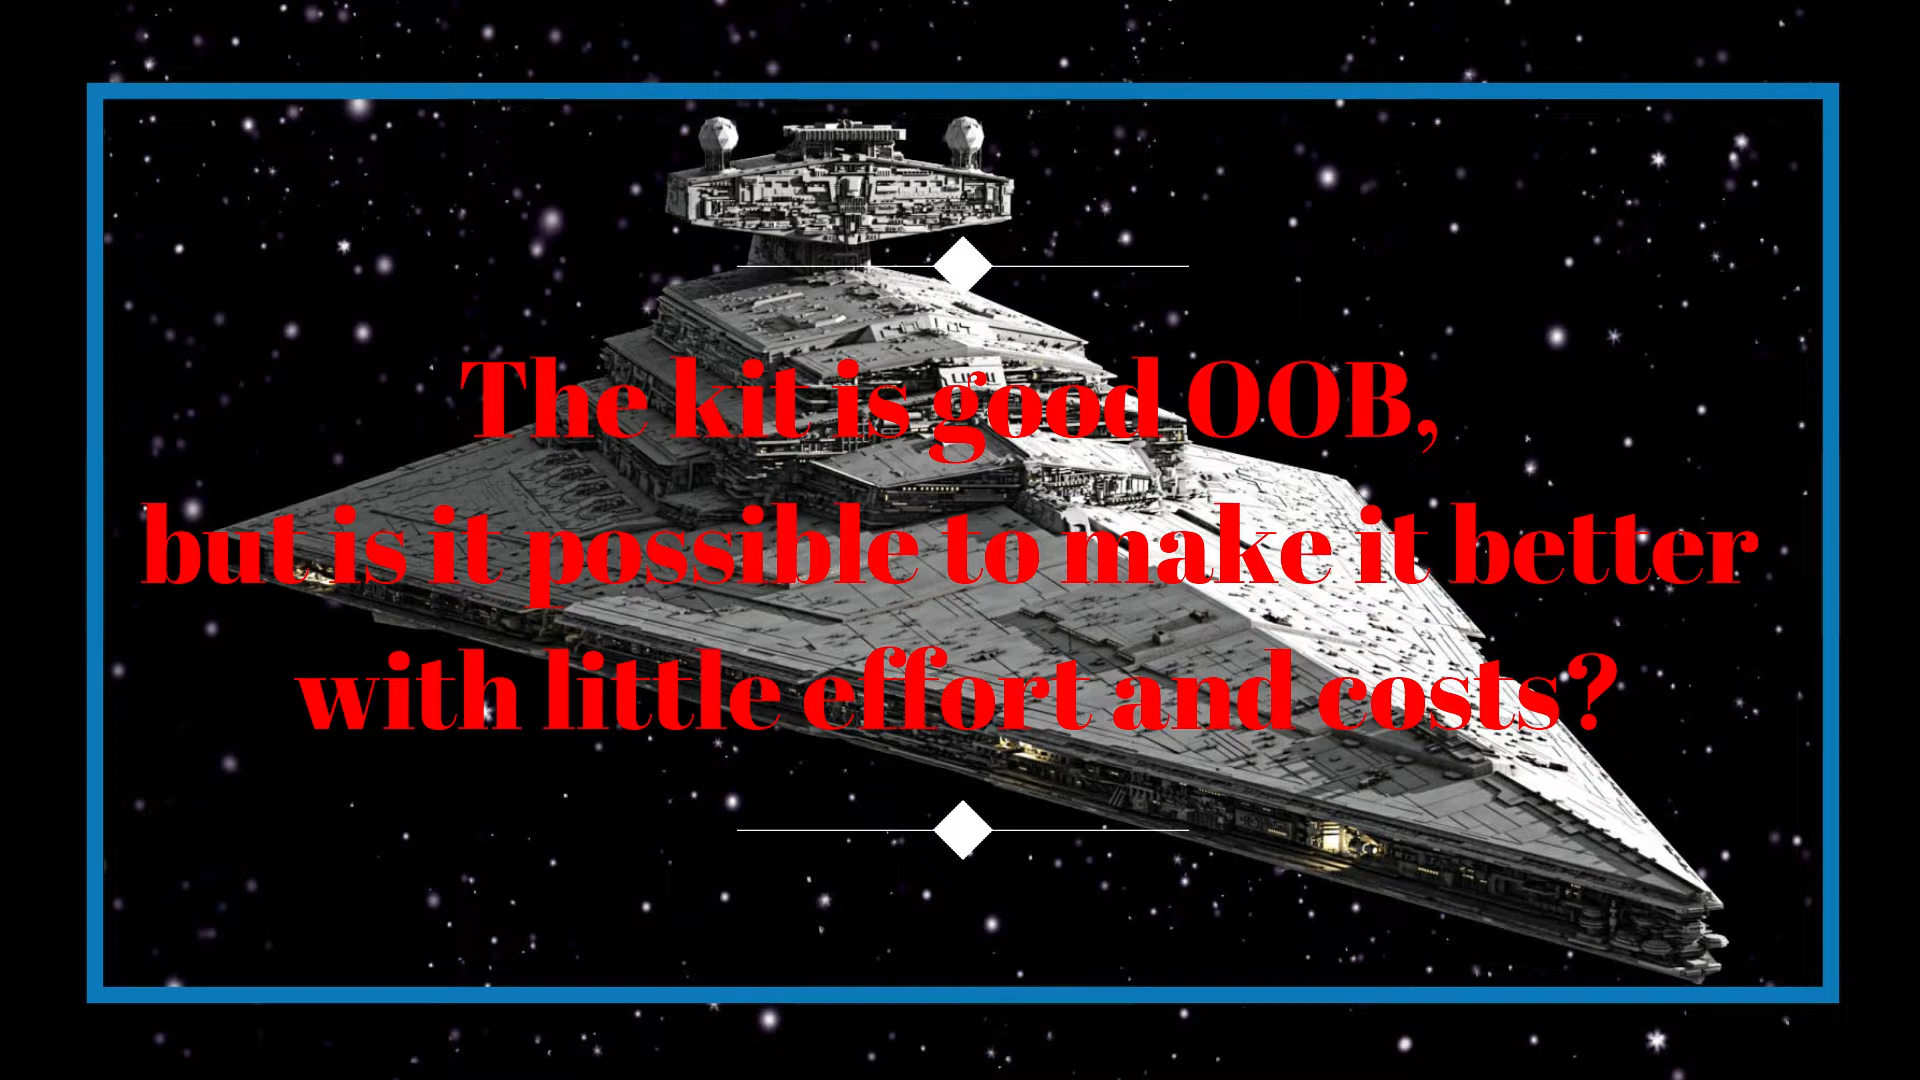 The kit is good OOB,
but is it possible to make it better
with little effort and costs?